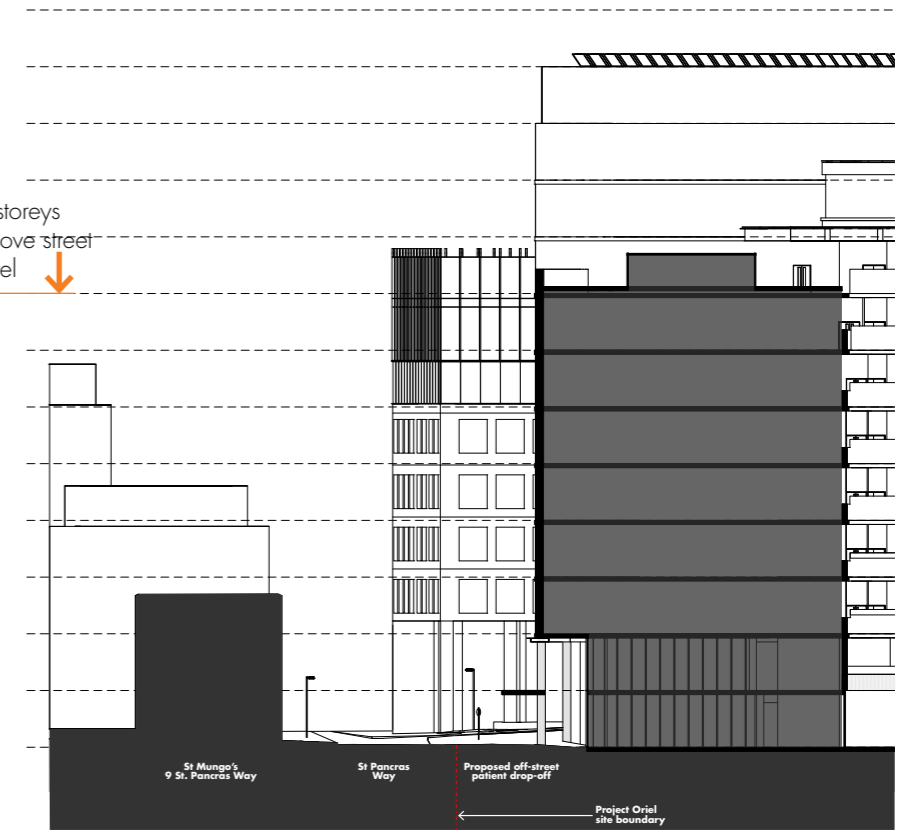 storeys
ove street
el
St Mungo's
9 St. Pancras Way
St Pancras
Way
Proposed off-street
patient drop-off
Project Oriel
site boundary